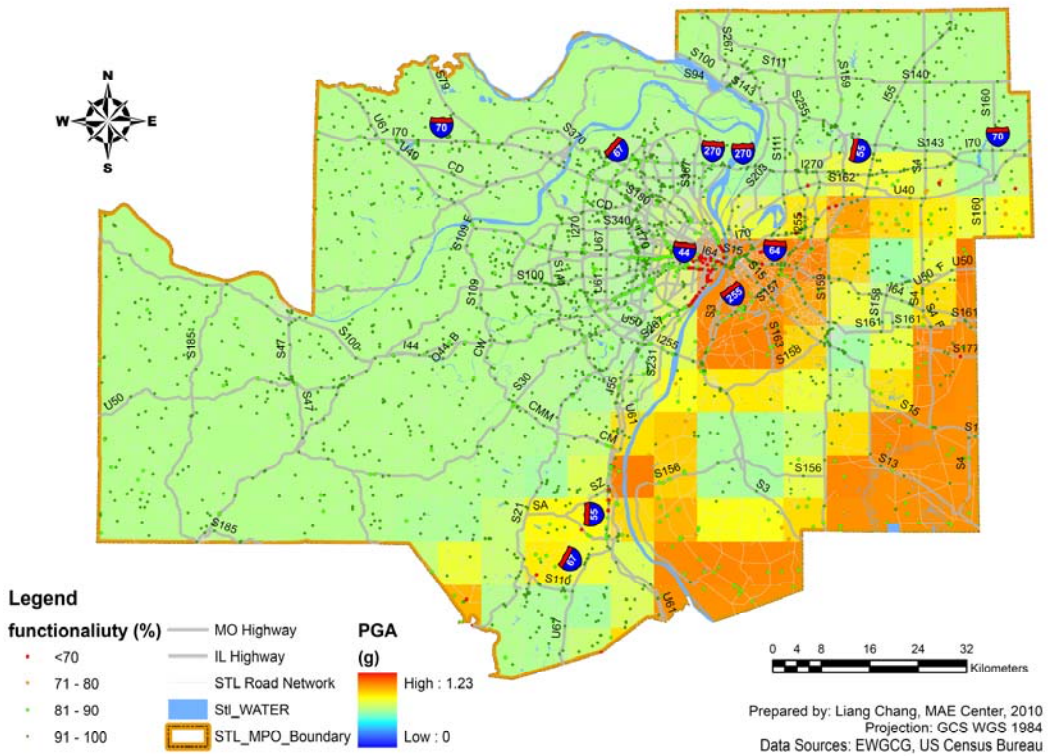 N
W E
S
S267
S100
S111
S94
S143
S159
I55
S140
S79
S255
S160
70
U61
I70
S370
67
270
270
S111
55
S143
I70
70
U40
CD
S367
S203
I270
S162
S4
U40
S180
CD
S340
I170
S109 F
I270
U67
I255
S160
I70
44
I64
S15
64
S15
S157
S159
U50 F
U50
S100
S141
U61
S109
255
I64
S158
S4
S4 F
S161
S161
S161
S3
S163
S158
S177
S185
S47
S100
I44
O44 B
CW
U50
S267
I255
S231
U50
S47
S30
I55
U61
CMM
CM
S15
S1
S13
S4
S156
S156
S3
SZ
SA
S21
55
67
S185
S110
U61
U67
Legend
functionaliuty (%)
<70
71 - 80
81 - 90
91 - 100
MO Highway
IL Highway
STL Road Network
Stl_WATER
STL_MPO_Boundary
PGA
(g)
High : 1.23
Low : 0
0 4 8 16 24 32
Kilometers
Prepared by: Liang Chang, MAE Center, 2010
Projection: GCS WGS 1984
Data Sources: EWGCG, US Census Bureau